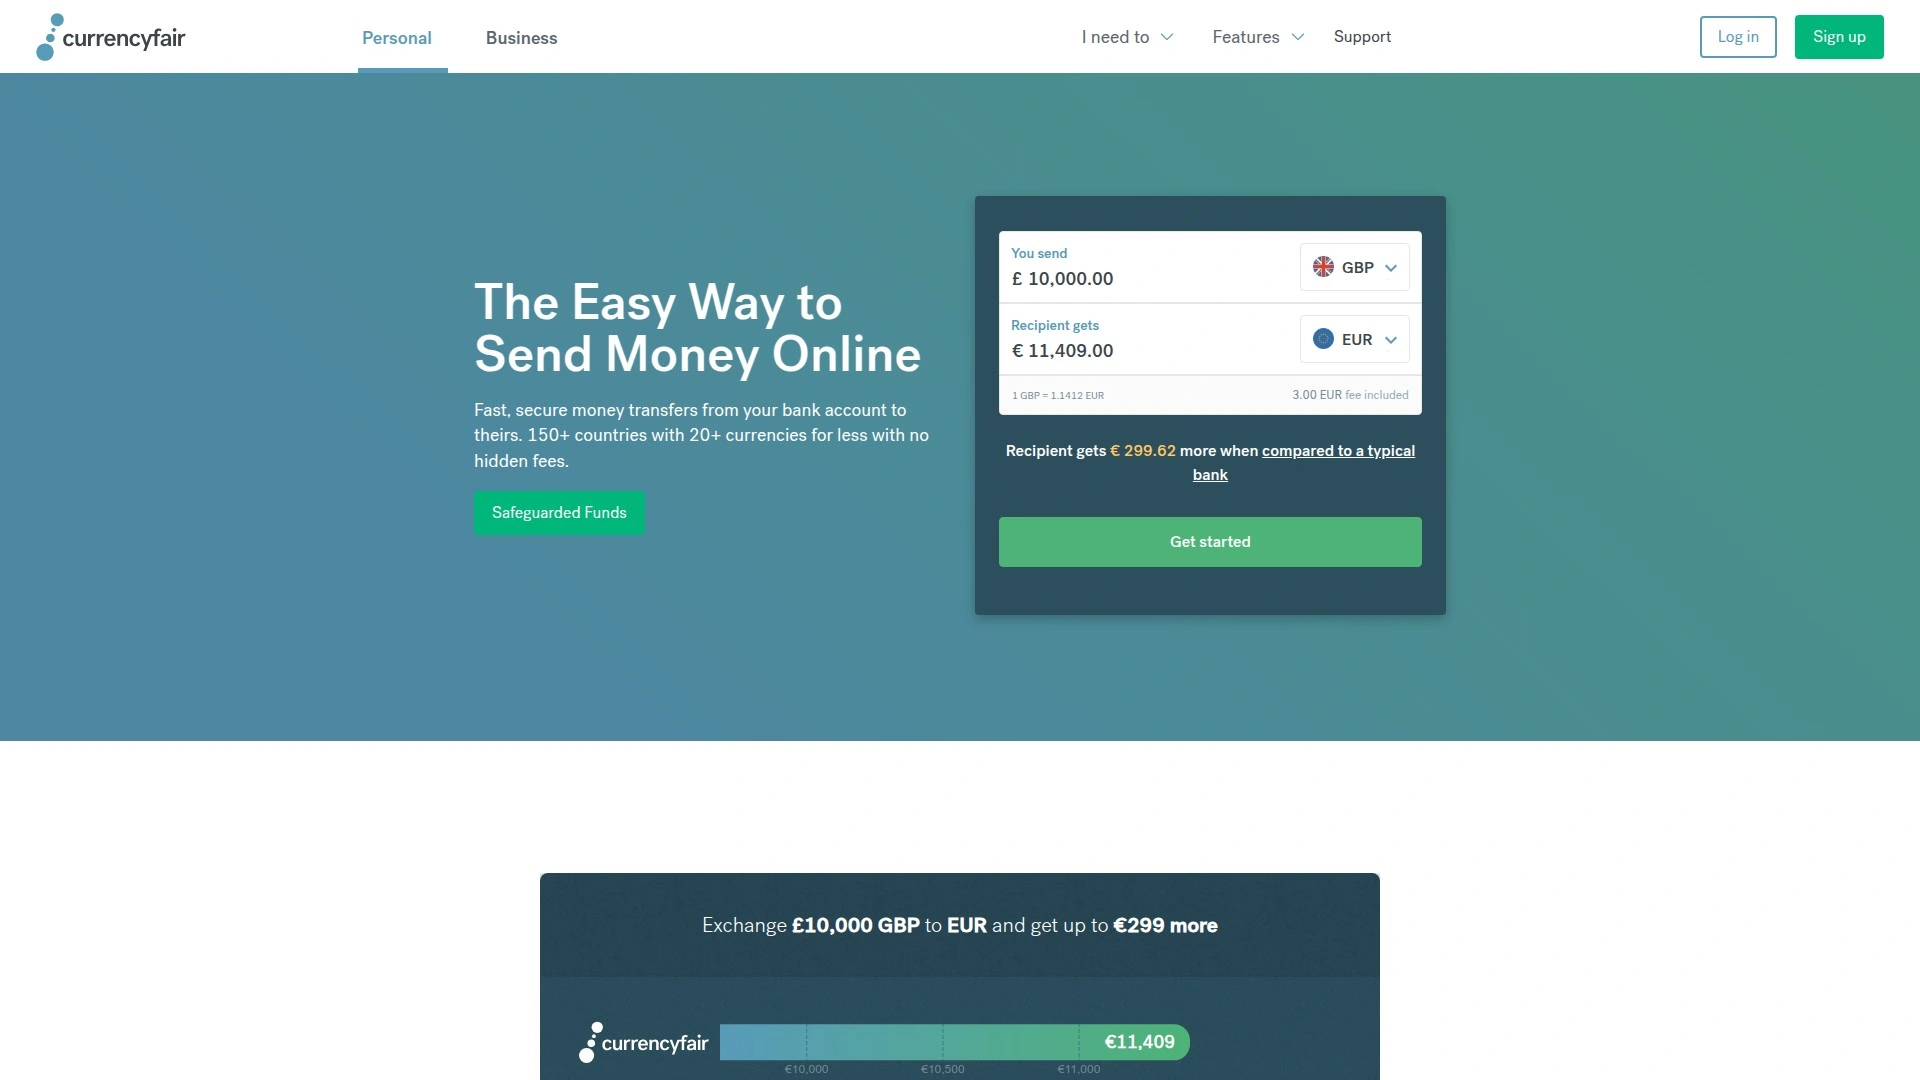 currencyfair
Personal
Business
I need to
Features
Support
Log in
Sign up
The Easy Way to
Send Money Online
Fast, secure money transfers from your bank account to
theirs. 150+ countries with 20+ currencies for less with no
hidden fees.
Safeguarded Funds
You send
£ 10,000.00
GBP
Recipient gets
€ 11,409.00
EUR
1 GBP = 1.1412 EUR
3.00 EUR fee included
Recipient gets € 299.62 more when compared to a typical
bank
Get started
Exchange £10,000 GBP to EUR and get up to €299 more
currencyfair
€11,409
€10,000
€10,500
€11,000